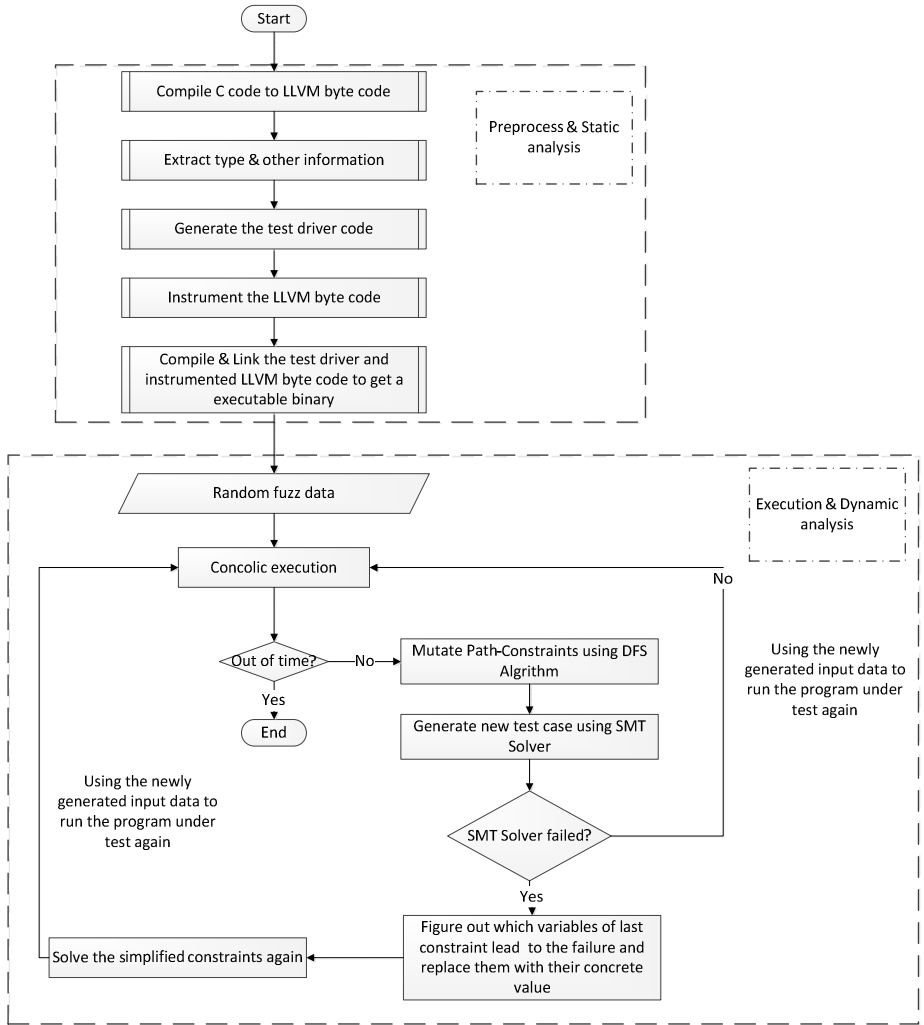 Start
Compile C code to LLVM byte code
Preprocess & Static
analysis
Extract type & other information
Generate the test driver code
Instrument the LLVM byte code
Compile & Link the test driver and
instrumented LLVM byte code to get a
executable binary
Random fuzz data
Execution & Dynamic
analysis
Concolic execution
No
Out of time?
No
Mutate Path-Constraints using DFS
Algrithm
Using the newly
generated input data to
run the program under
test again
Yes
End
Generate new test case using SMT
Solver
Using the newly
generated input data to
run the program under
test again
SMT Solver failed?
Yes
Figure out which variables of last
constraint lead to the failure and
replace them with their concrete
value
Solve the simplified constraints again